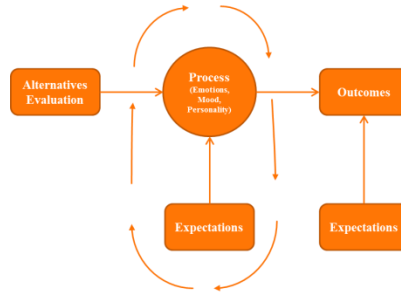 Alternatives
Evaluation
Process
(Emotions,
Mood,
Personality)
Outcomes
Expectations
Expectations